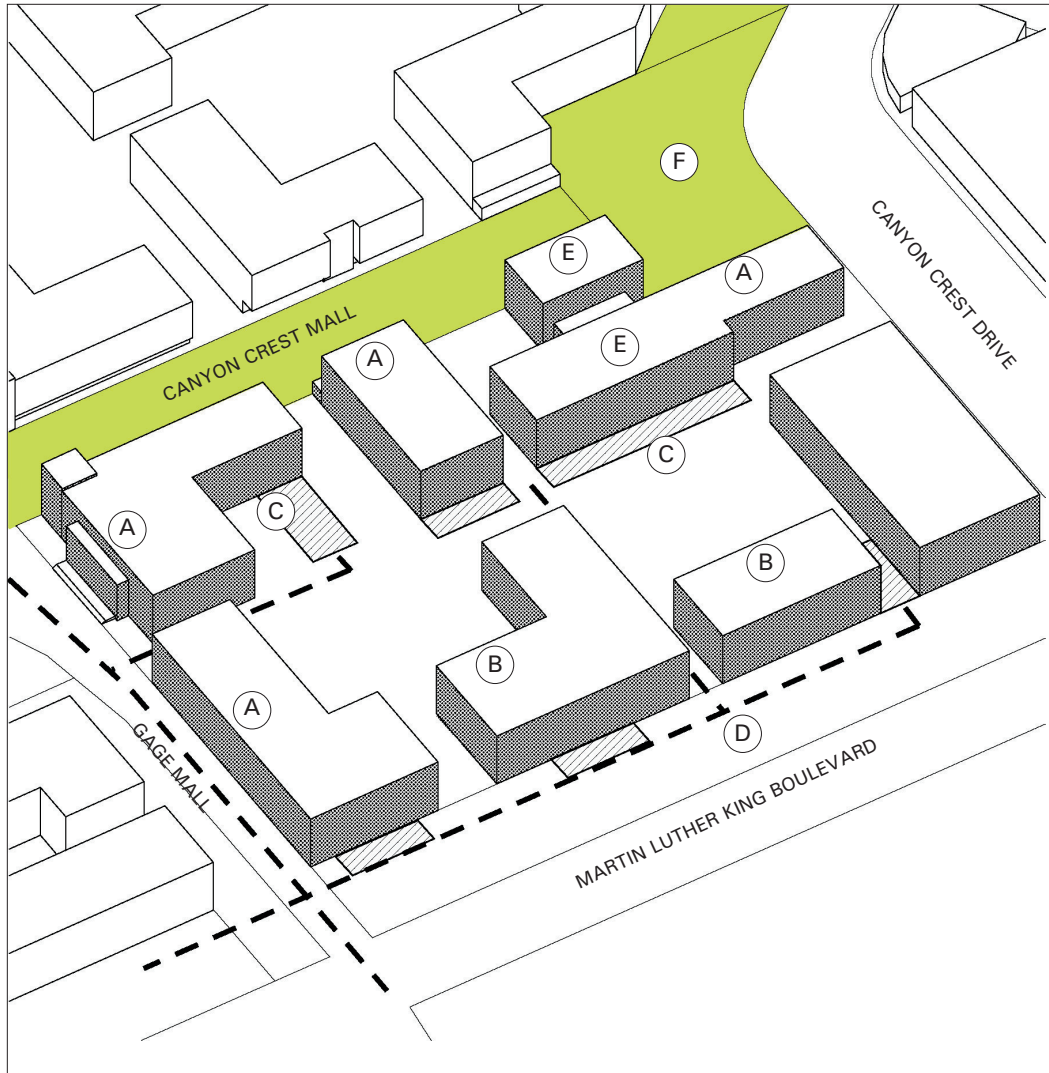 F
CANYON CREST DRIVE
E
A
CANYON CREST MALL
A
E
C
A
C
B
B
A
D
GAGE MALL
MARTIN LUTHER KING BOULEVARD